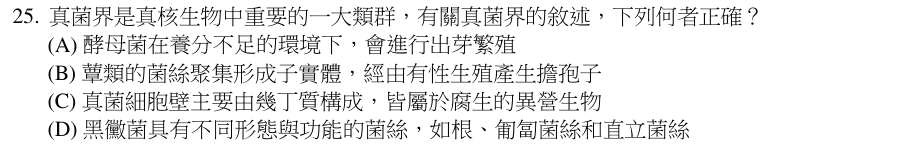 25. 真菌界是真核生物中重要的一大類群，有關真菌界的敘述，下列何者正確？
(A) 酵母菌在養分不足的環境下，會進行出芽繁殖
(B) 蕈類的菌絲聚集形成子實體，經由有性生殖產生擔孢子
(C) 真菌細胞壁主要由幾丁質構成，皆屬於腐生的異營生物
(D) 黑黴菌具有不同形態與功能的菌絲，如根、匍匐菌絲和直立菌絲